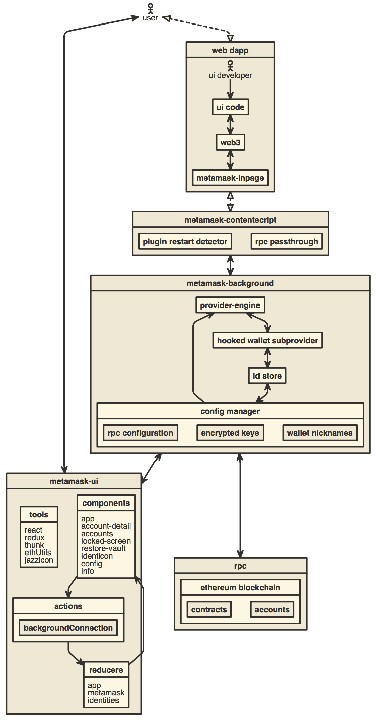 user
web dapp
ui developer
ui code
web3
metamask-inpage
metamask-contentscript
plugin restart detector
rpc passthrough
metamask-background
provider-engine
hooked wallet subprovider
id store
config manager
rpc configuration
encrypted keys
wallet nicknames
metamask-ui
tools
react
redux
thunk
ethUtils
jazzicon
components
app
account-detail
accounts
locked-screen
restore-vault
identicon
config
info
actions
backgroundConnection
reducers
app
metamask
identities
rpc
ethereum blockchain
contracts
accounts